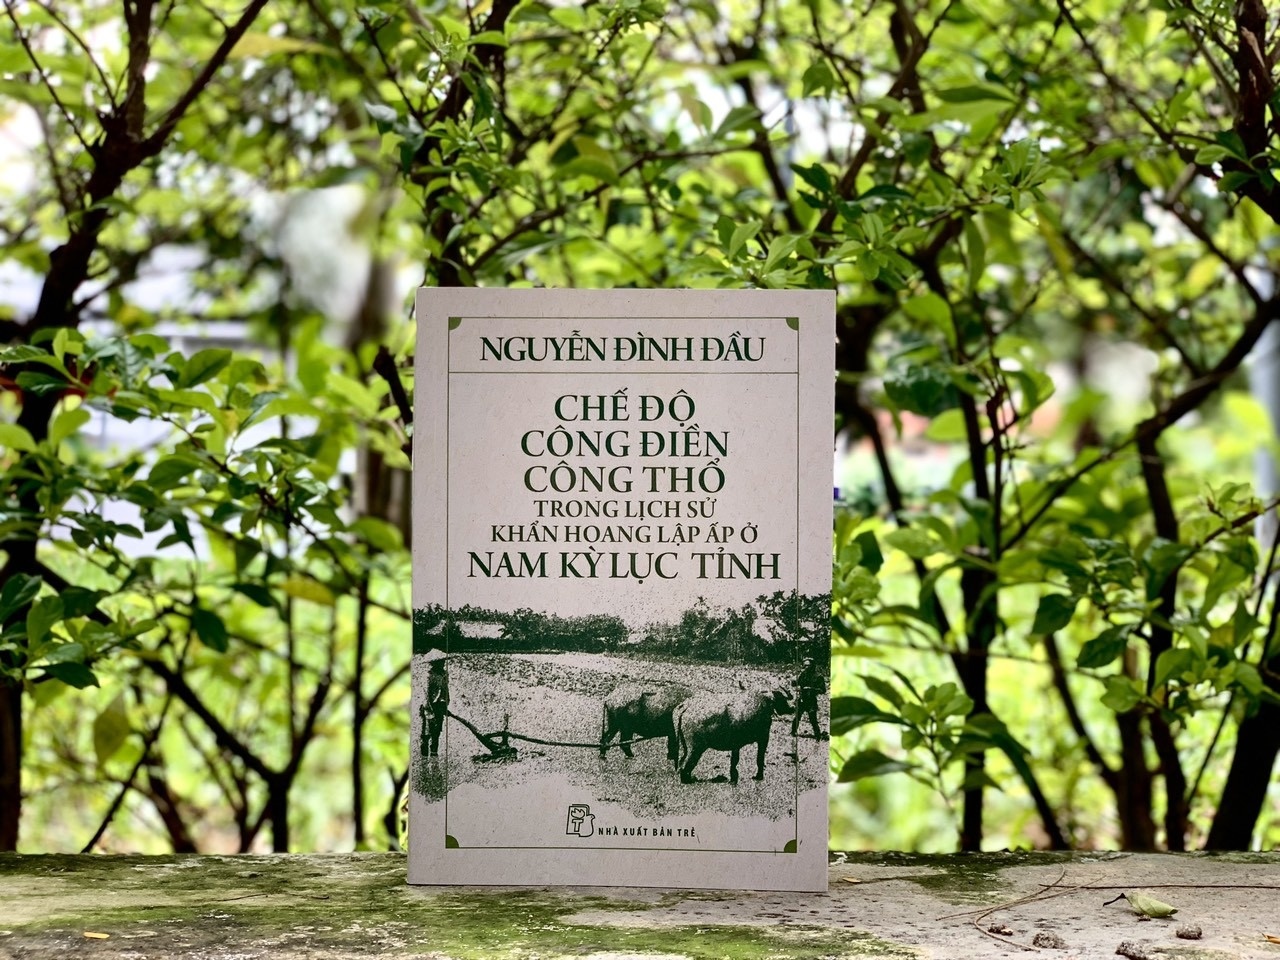 NGUYỄN ĐÌNH ĐẦU
CHẾ ĐỘ
CÔNG ĐIỀN
CÔNG THỔ
TRONG LỊCH SỬ
KHẨN HOANG LẬP ẤP Ở
NAM KỲ LỤC TỈNH
NHÀ XUẤT BẢN TRẺ